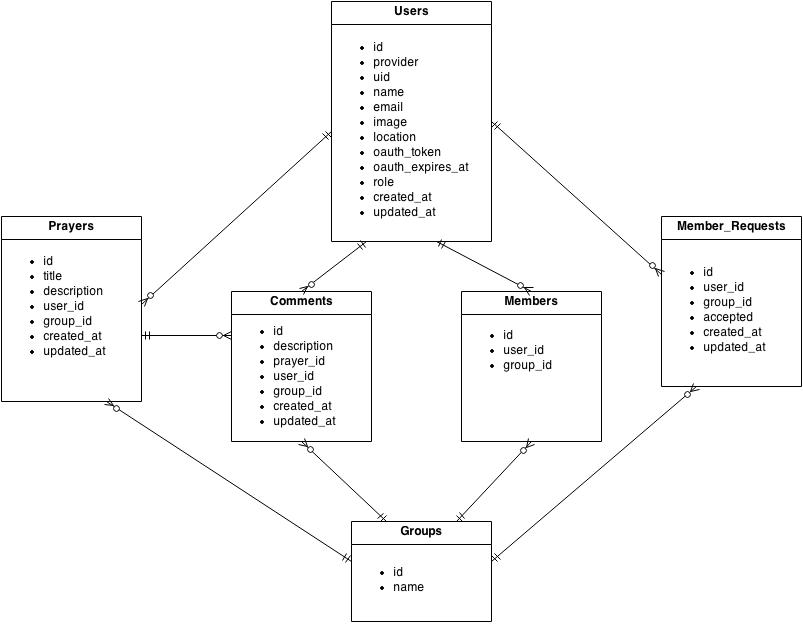 Users
• id
• provider
• uid
• name
• email
• image
• location
• oauth_token
• oauth_expires_at
• role
• created_at
• updated_at
Prayers
• id
• title
• description
• user_id
• group_id
• created_at
• updated_at
Comments
• id
• description
• prayer_id
• user_id
• group_id
• created_at
• updated_at
Members
• id
• user_id
• group_id
Member_Requests
• id
• user_id
• group_id
• accepted
• created_at
• updated_at
Groups
• id
• name